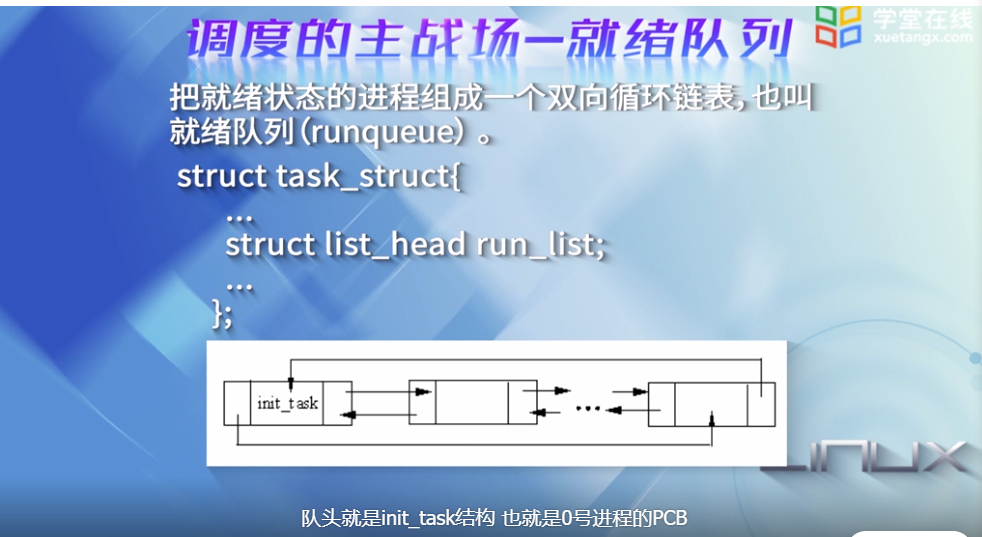 调度的主战场—就绪队列
学堂在线
xuetangx.com
把就绪状态的进程组成一个双向循环链表，也叫
就绪队列（runqueue）。
struct task_struct{
...
struct list_head run_list;
...
};
init_task
...
LINUX
队头就是init_task结构 也就是0号进程的PCB